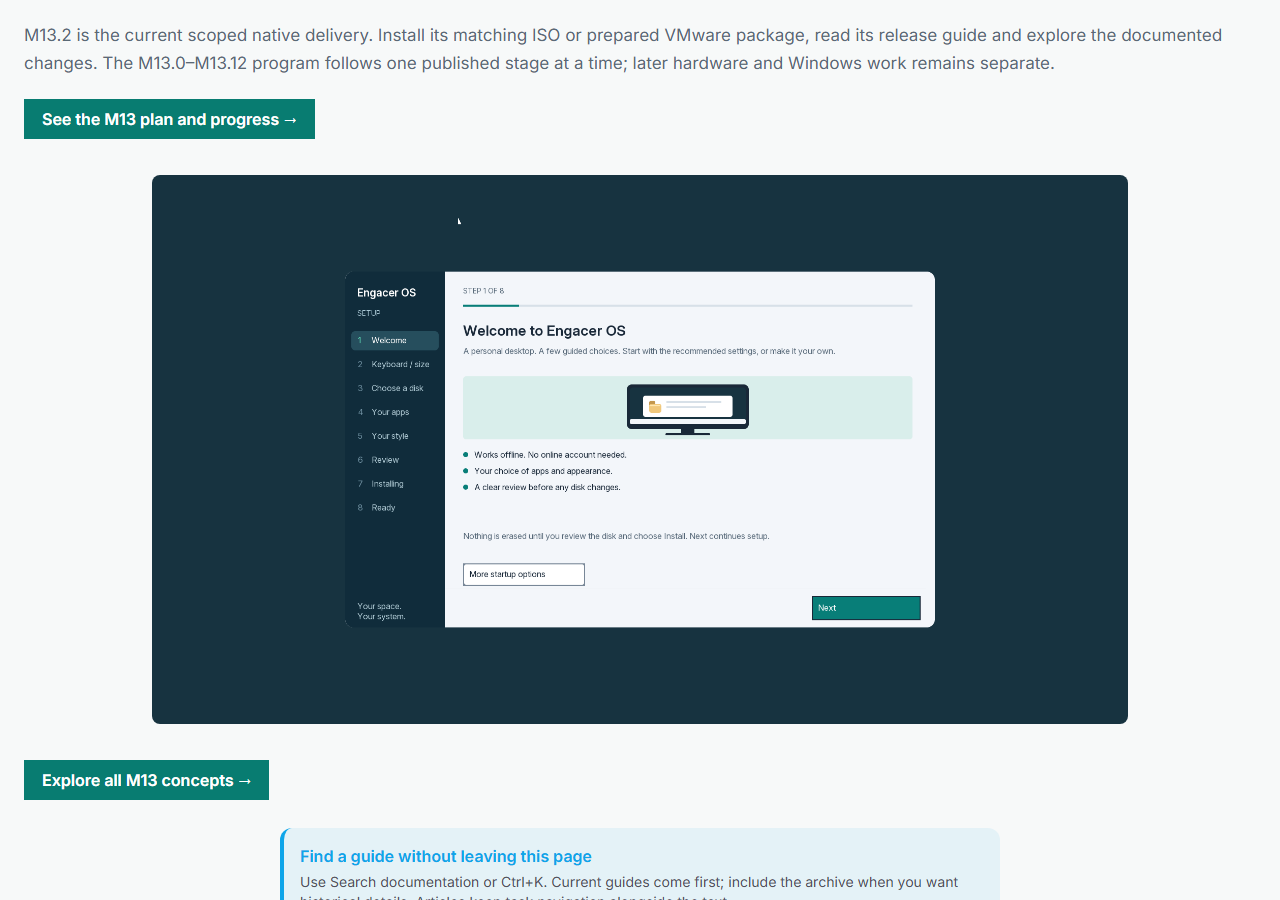 M13.2 is the current scoped native delivery. Install its matching ISO or prepared VMware package, read its release guide and explore the documented
changes. The M13.0–M13.12 program follows one published stage at a time; later hardware and Windows work remains separate.
See the M13 plan and progress →
Engacer OS
SETUP
1 Welcome
2 Keyboard / size
3 Choose a disk
4 Your apps
5 Your style
6 Review
7 Installing
8 Ready
Your space.
Your system.
STEP 1 OF 8
Welcome to Engacer OS
A personal desktop. A few guided choices. Start with the recommended settings, or make it your own.
Works offline. No online account needed.
Your choice of apps and appearance.
A clear review before any disk changes.
Nothing is erased until you review the disk and choose Install. Next continues setup.
More startup options
Next
Explore all M13 concepts →
Find a guide without leaving this page
Use Search documentation or Ctrl+K. Current guides come first; include the archive when you want